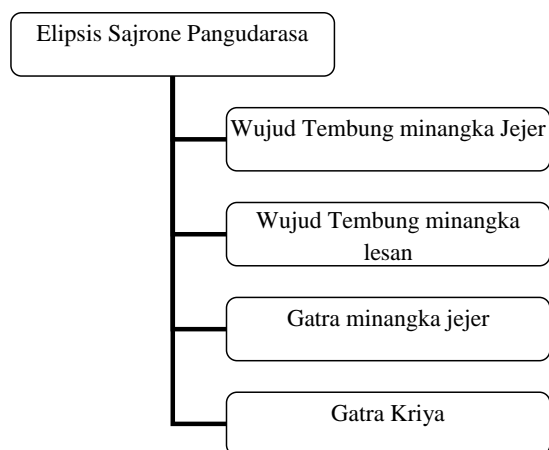 Elipsis Sajrone Pangudarasa
Wujud Tembung minangka Jejer
Wujud Tembung minangka
lesan
Gatra minangka jejer
Gatra Kriya